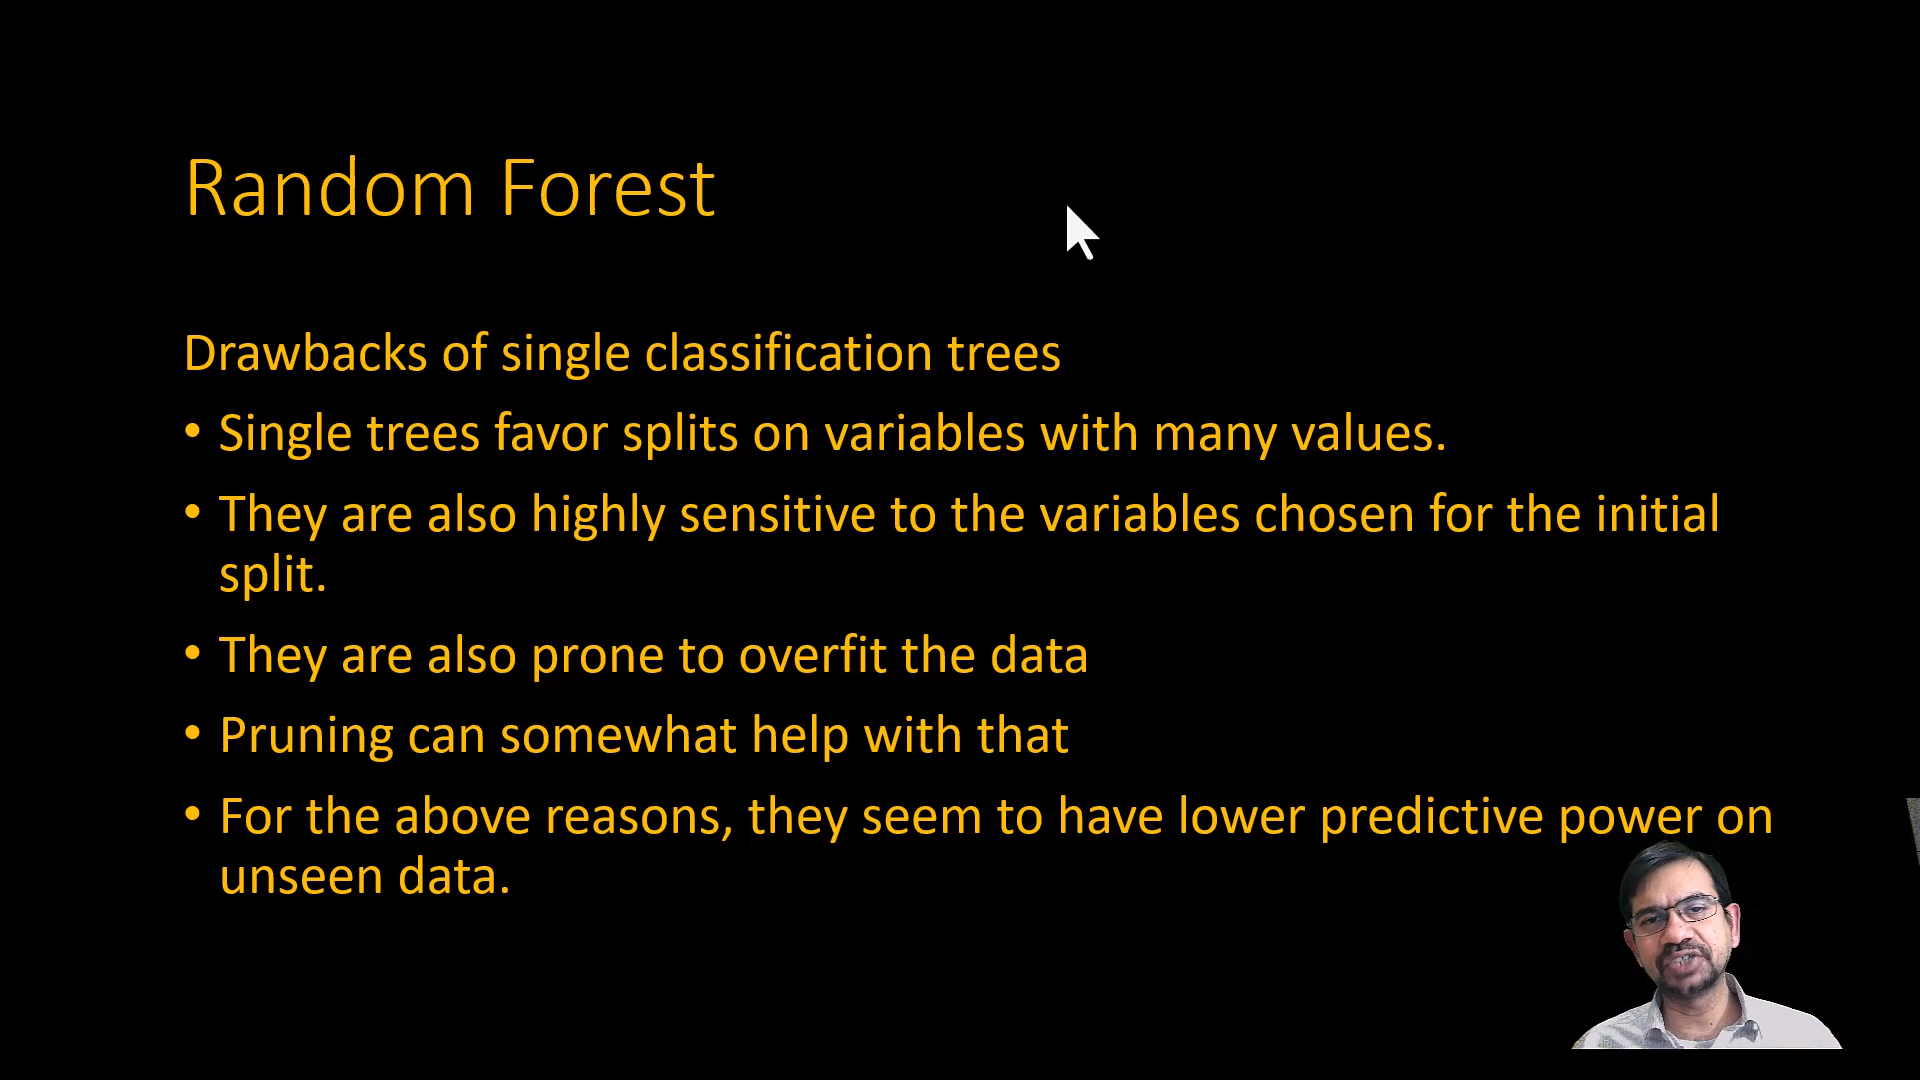 Random Forest
Drawbacks of single classification trees
• Single trees favor splits on variables with many values.
• They are also highly sensitive to the variables chosen for the initial
split.
• They are also prone to overfit the data
• Pruning can somewhat help with that
• For the above reasons, they seem to have lower predictive power on
unseen data.